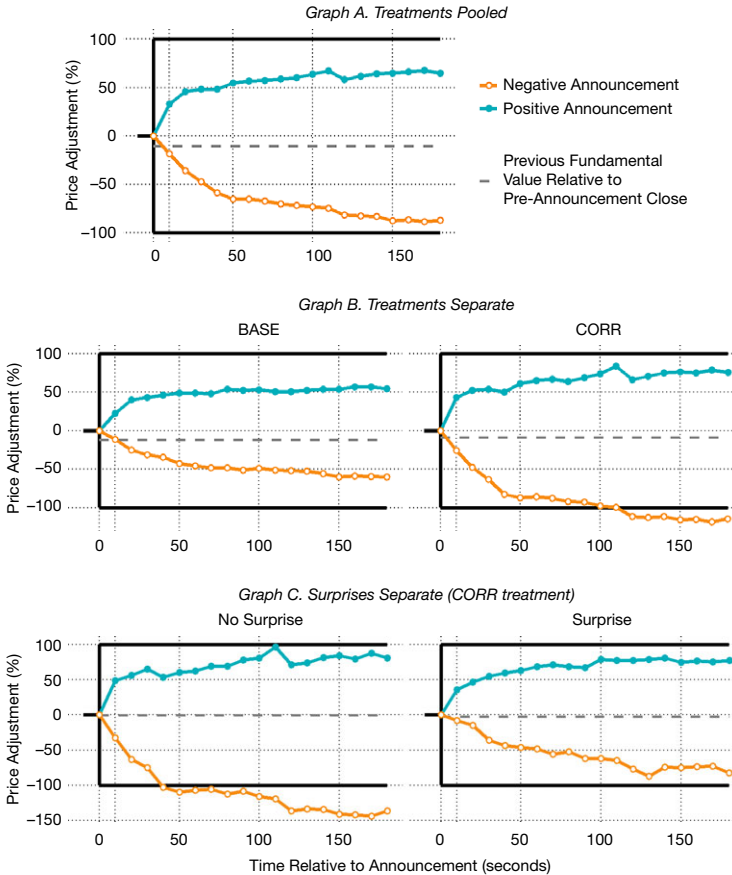 Graph A. Treatments Pooled
100
50
0
−50
−100
Price Adjustment (%)
0
50
100
150
Negative Announcement
Positive Announcement
Previous Fundamental
Value Relative to
Pre-Announcement Close
Graph B. Treatments Separate
BASE
CORR
100
50
0
−50
−100
Price Adjustment (%)
0
50
100
150
0
50
100
150
Graph C. Surprises Separate (CORR treatment)
No Surprise
Surprise
100
50
0
−50
−100
−150
Price Adjustment (%)
0
50
100
150
0
50
100
150
Time Relative to Announcement (seconds)